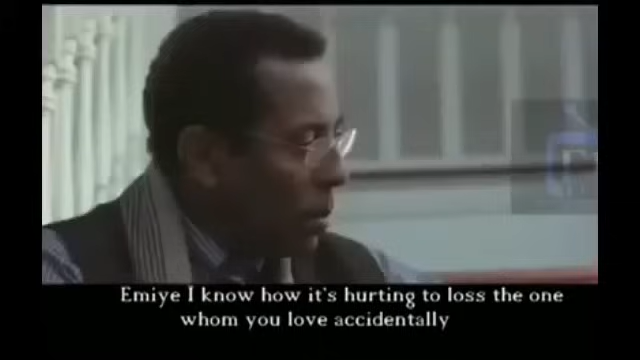 Emiye I know how it's hurting to loss the one
whom you love accidentally